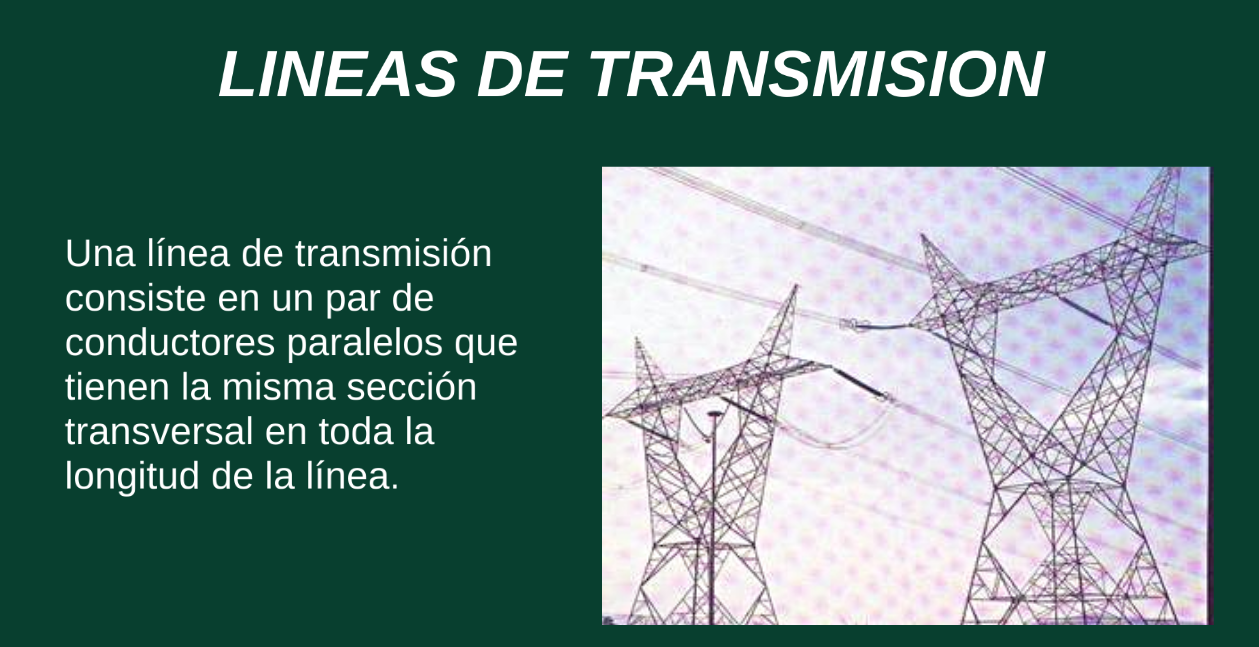 LINEAS DE TRANSMISION
Una línea de transmisión
consiste en un par de
conductores paralelos que
tienen la misma sección
transversal en toda la
longitud de la línea.